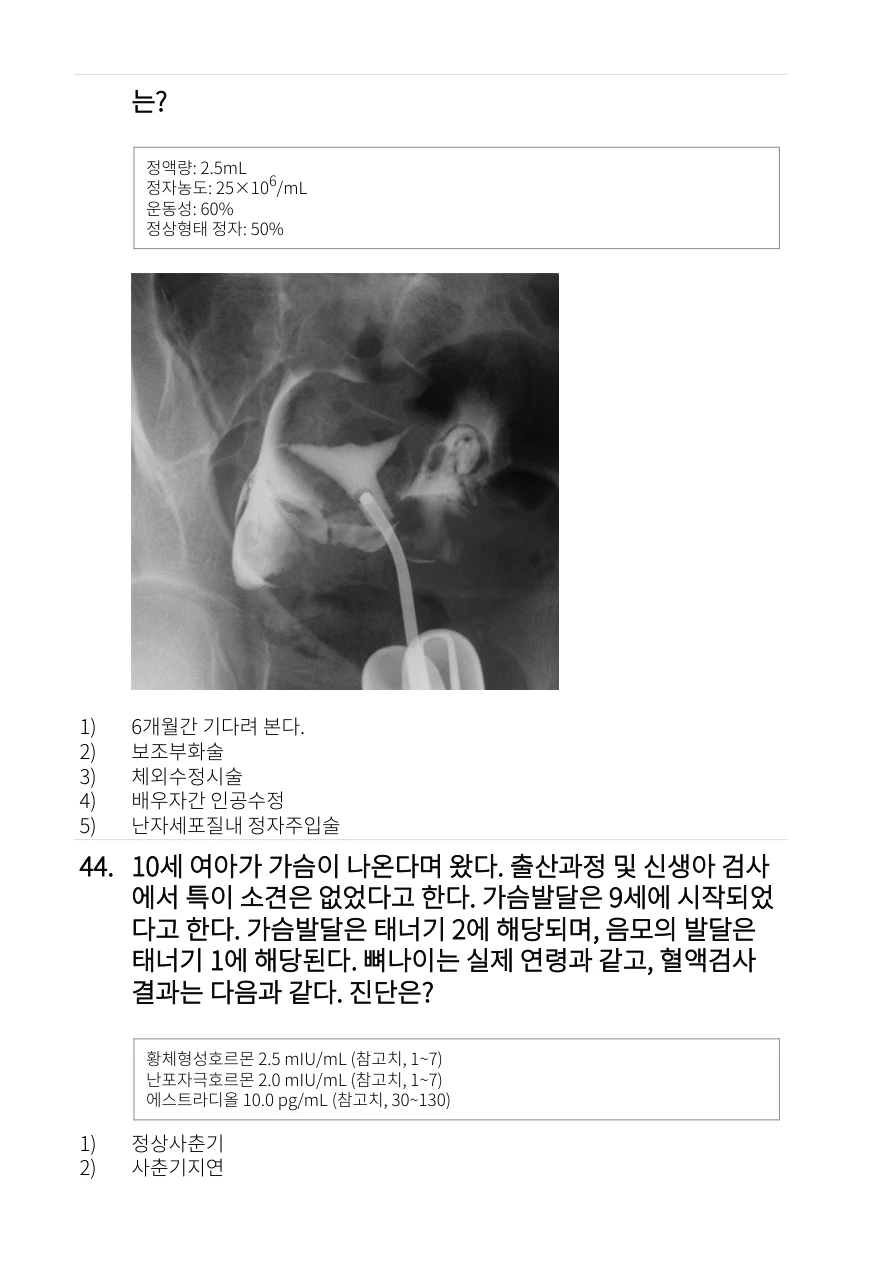 는?
정액량: 2.5mL
정자농도: 25×10⁶/mL
운동성: 60%
정상형태 정자: 50%
1) 6개월간 기다려 본다.
2) 보조부화술
3) 체외수정시술
4) 배우자간 인공수정
5) 난자세포질내 정자주입술
44. 10세 여아가 가슴이 나온다며 왔다. 출산과정 및 신생아 검사
에서 특이 소견은 없었다고 한다. 가슴발달은 9세에 시작되었
다고 한다. 가슴발달은 태너기 2에 해당되며, 음모의 발달은
태너기 1에 해당된다. 뼈나이는 실제 연령과 같고, 혈액검사
결과는 다음과 같다. 진단은?
황체형성호르몬 2.5 mIU/mL (참고치, 1~7)
난포자극호르몬 2.0 mIU/mL (참고치, 1~7)
에스트라디올 10.0 pg/mL (참고치, 30~130)
1) 정상사춘기
2) 사춘기지연